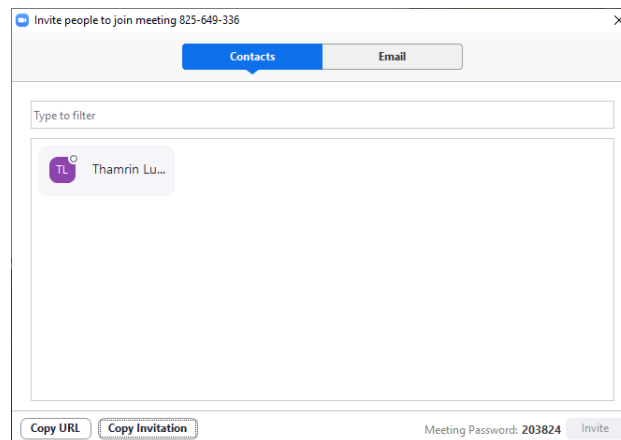 Invite people to join meeting 825-649-336
Contacts
Email
Type to filter
TL
Thamrin Lu...
Copy URL
Copy Invitation
Meeting Password: 203824
Invite